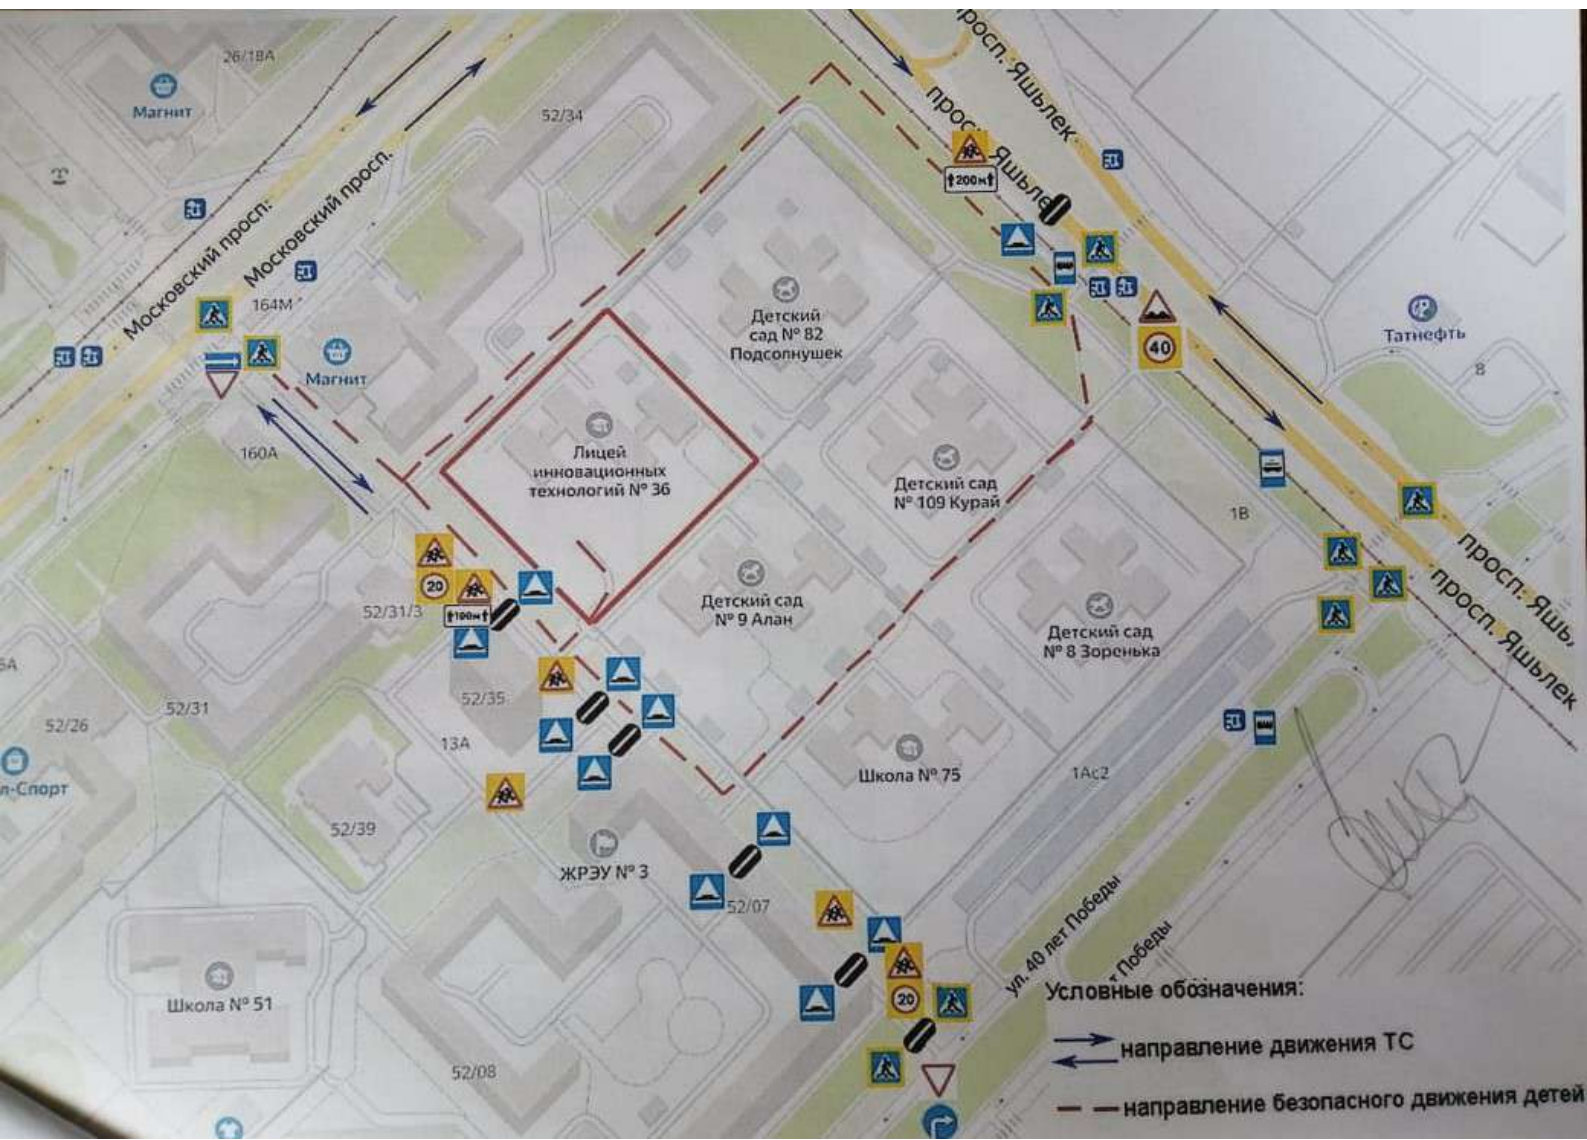 26/18А
Магнит
52/34
просп. Яшьлек
просп. Яшьлек
200м
Московский просп.
Московский просп.
164М
Магнит
160А
Детский
сад № 82
Подсолнушек
40
Татнефть
8
Лицей
инновационных
технологий № 36
Детский сад
№ 109 Курай
1В
20
100м
52/31/3
Детский сад
№ 9 Алан
Детский сад
№ 8 Зоренька
просп. Яшь,
просп. Яшьлек
52/26
52/31
52/35
13А
л-Спорт
52/39
Школа № 75
1Ас2
ЖРЭУ № 3
52/07
ул. 40 лет Победы
т Победы
20
Школа № 51
52/08
Условные обозначения:
направление движения ТС
направление безопасного движения детей